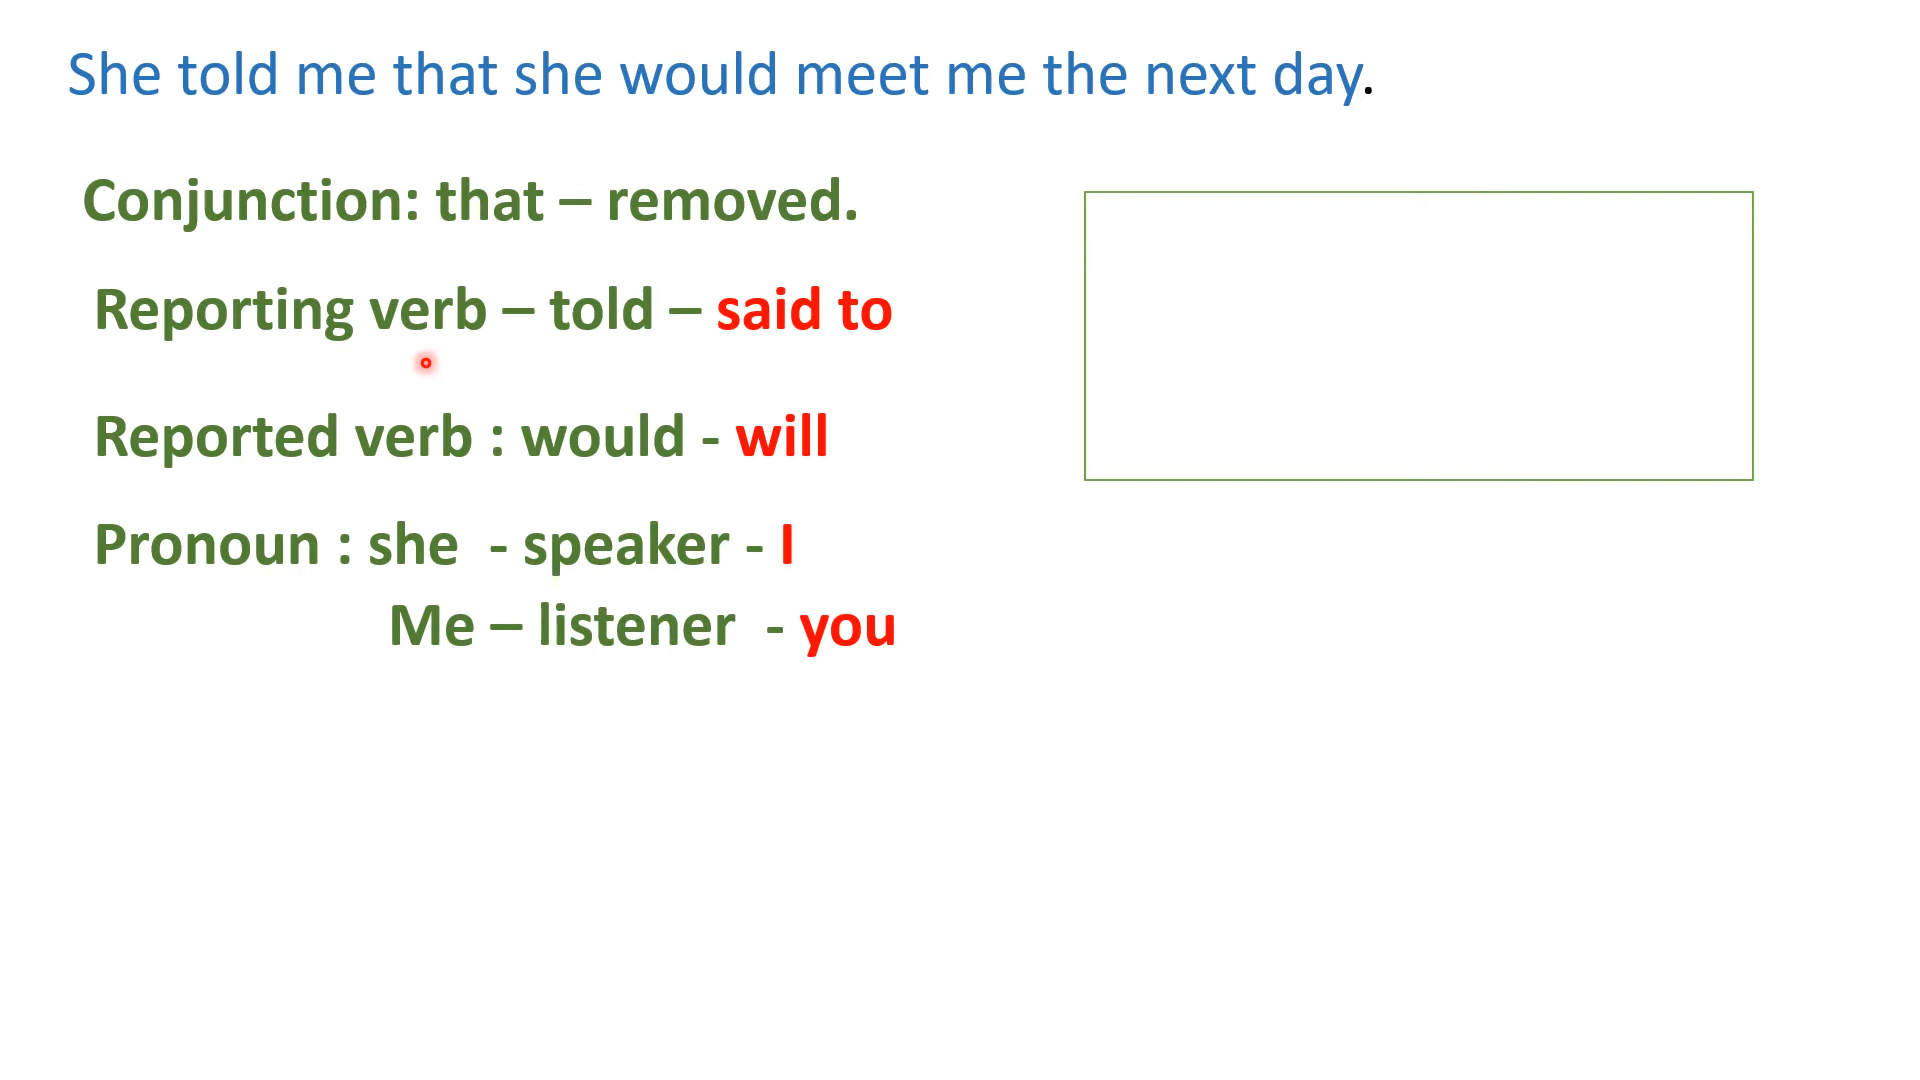 She told me that she would meet me the next day.
Conjunction: that – removed.
Reporting verb – told – said to
Reported verb : would - will
Pronoun : she  - speaker - I
Me – listener  - you